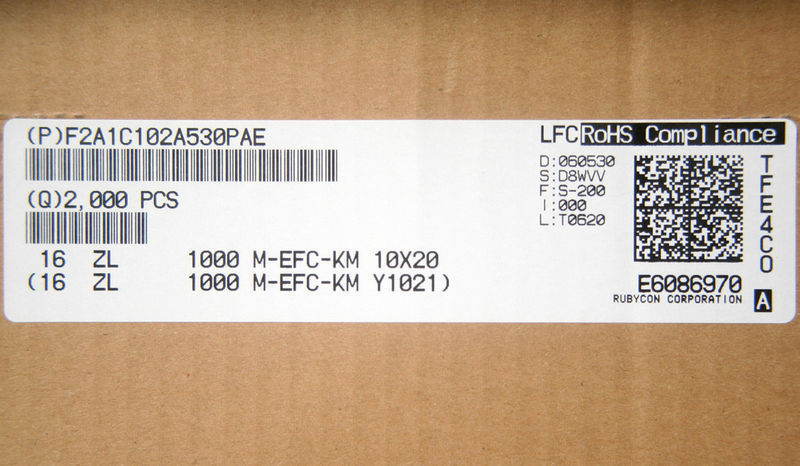 (P)F2A1C102A530PAE
(Q)2,000 PCS
16 ZL 1000 M-EFC-KM 10X20
(16 ZL 1000 M-EFC-KM Y1021)
LFC RoHS Compliance
D:060530
S:D8WVV
F:S-200
I:000
L:T0620
TFE4CO
E6086970
RUBYCON CORPORATION
A